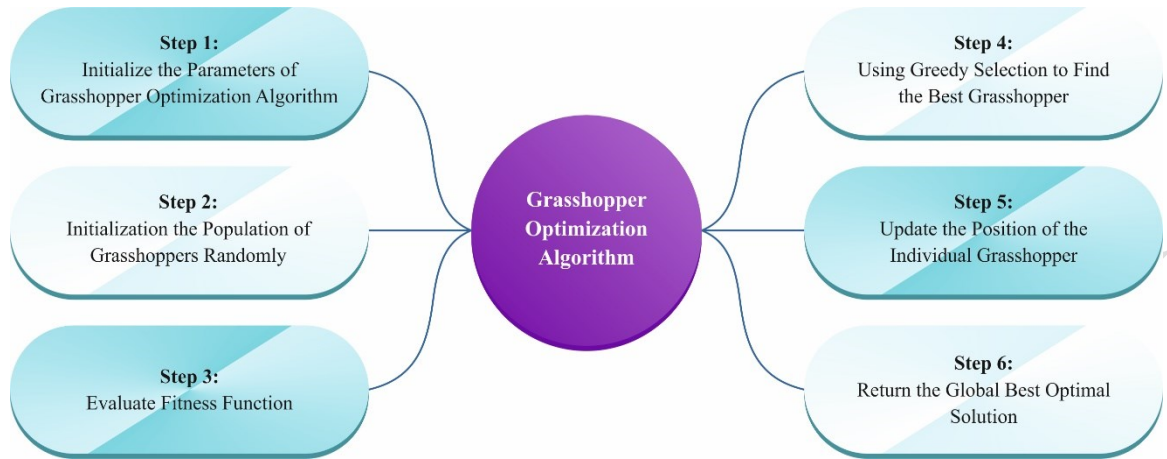 Step 1:
Initialize the Parameters of
Grasshopper Optimization Algorithm
Step 2:
Initialization the Population of
Grasshoppers Randomly
Step 3:
Evaluate Fitness Function
Grasshopper
Optimization
Algorithm
Step 4:
Using Greedy Selection to Find
the Best Grasshopper
Step 5:
Update the Position of the
Individual Grasshopper
Step 6:
Return the Global Best Optimal
Solution